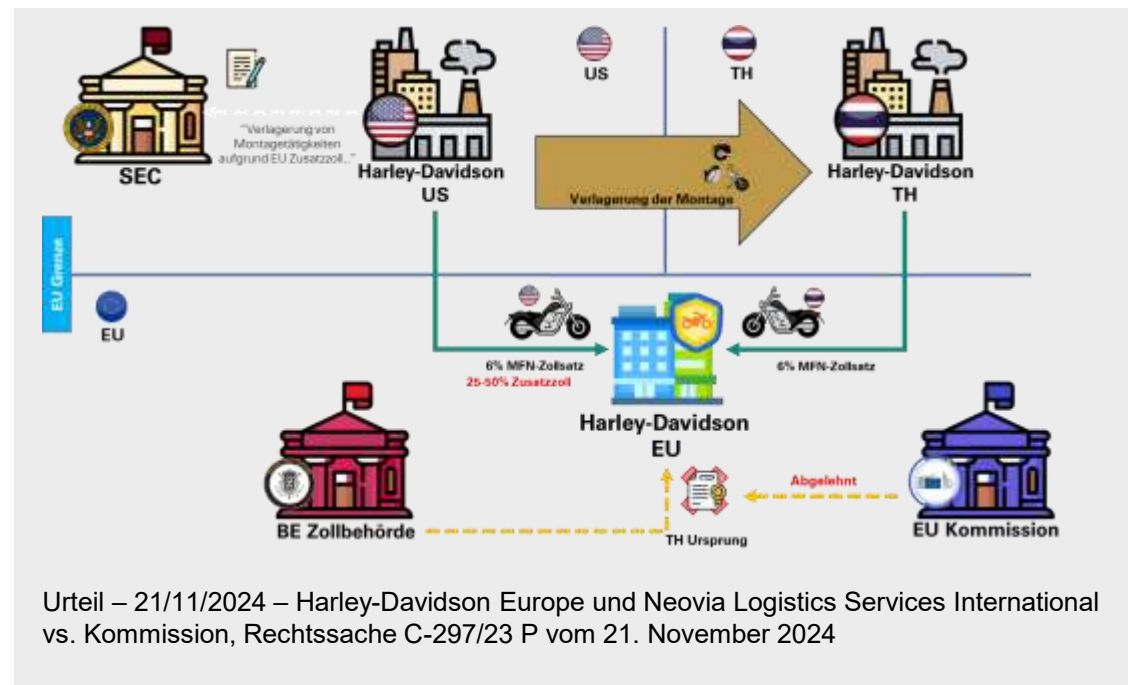 US
TH
"Verlagerung von
Montagetätigkeiten
aufgrund EU Zusatzzoll.."
SEC
Harley-Davidson
US
Verlagerung der Montage
Harley-Davidson
TH
EU Grenze
EU
6% MFN-Zollsatz
25-50% Zusatzzoll
6% MFN-Zollsatz
Harley-Davidson
EU
BE Zollbehörde
TH Ursprung
Abgelehnt
EU Kommission
Urteil – 21/11/2024 – Harley-Davidson Europe und Neovia Logistics Services International
vs. Kommission, Rechtssache C-297/23 P vom 21. November 2024